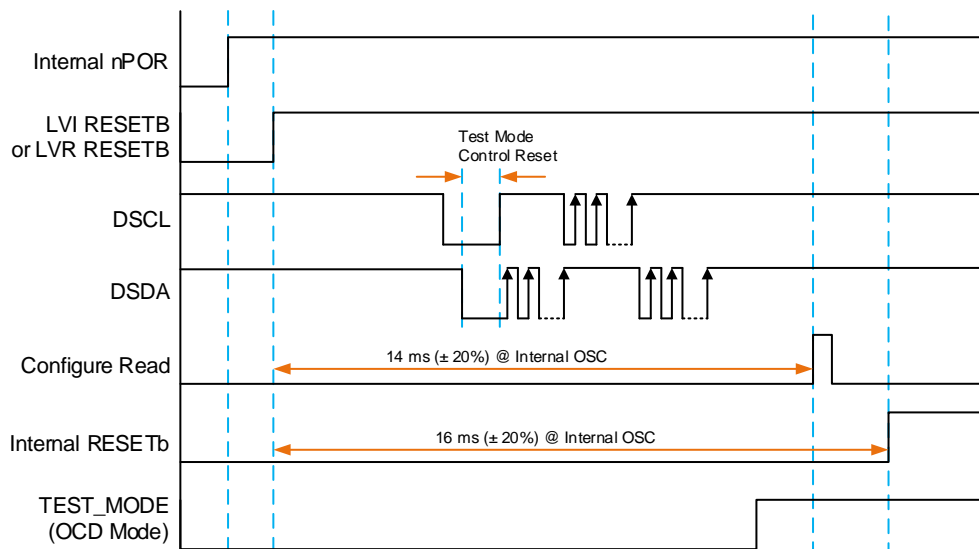 Internal nPOR
LVI RESETB
or LVR RESETB
Test Mode
Control Reset
DSCL
DSDA
Configure Read
14 ms (± 20%) @ Internal OSC
Internal RESETb
16 ms (± 20%) @ Internal OSC
TEST_MODE
(OCD Mode)